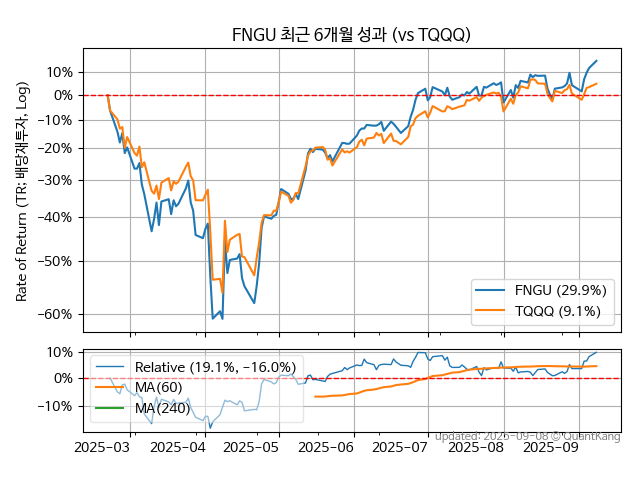 FNGU 최근 6개월 성과 (vs TQQQ)
Rate of Return (TR: 배당재투자, Log)
10%
0%
−10%
−20%
−30%
−40%
−50%
−60%
FNGU (29.9%)
TQQQ (9.1%)
10%
0%
−10%
Relative (19.1%, −16.0%)
MA(60)
MA(240)
updated: 2025-09-08 © QuantKang
2025-03
2025-04
2025-05
2025-06
2025-07
2025-08
2025-09